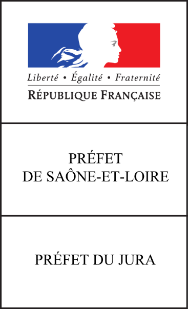 Liberté • Égalité • Fraternité
RÉPUBLIQUE FRANÇAISE
PRÉFET
DE SAÔNE-ET-LOIRE
PRÉFET DU JURA